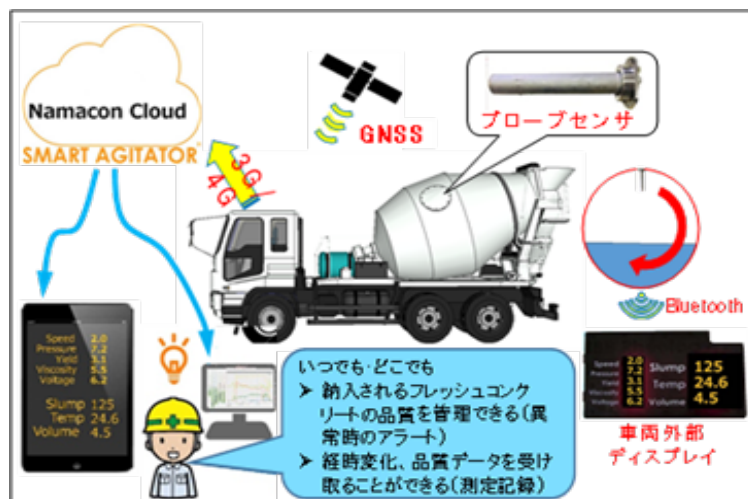 Namacon Cloud
SMART AGITATOR
3G/
4G
GNSS
プローブセンサ
Bluetooth
Speed 2.0
Pressure 7.2
Yield 3.1
Viscosity 5.5
Voltage 6.2
Slump 125
Temp 24.6
Volume 4.5
いつでも・どこでも
➢ 納入されるフレッシュコンク
リートの品質を管理できる(異
常時のアラート)
➢ 経時変化、品質データを受け
取ることができる(測定記録)
Speed 2.0
Pressure 7.2
Yield 3.1
Viscosity 5.5
Voltage 6.2
Slump 125
Temp 24.6
Volume 4.5
車両外部
ディスプレイ